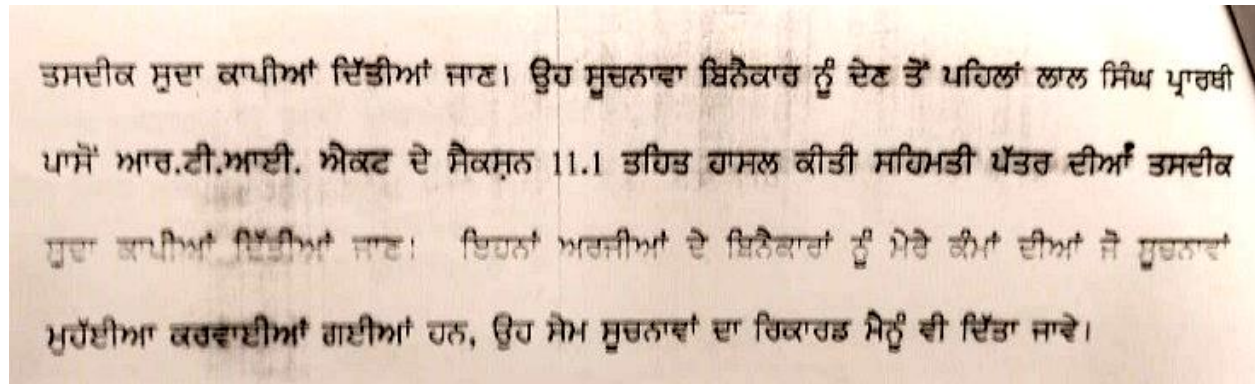 ਤਸਦੀਕ ਸੁਦਾ ਕਾਪੀਆਂ ਦਿੱਤੀਆਂ ਜਾਣ। ਉਹ ਸੂਚਨਾਵਾ ਬਿਨੈਕਾਰ ਨੂੰ ਦੇਣ ਤੋਂ ਪਹਿਲਾਂ ਲਾਲ ਸਿੰਘ ਪ੍ਰਾਰਥੀ
ਪਾਸੋਂ ਆਰ.ਟੀ.ਆਈ. ਐਕਟ ਦੇ ਸੈਕਸ਼ਨ 11.1 ਤਹਿਤ ਹਾਸਲ ਕੀਤੀ ਸਹਿਮਤੀ ਪੱਤਰ ਦੀਆਂ ਤਸਦੀਕ
ਸੁਦਾ ਕਾਪੀਆਂ ਦਿੱਤੀਆਂ ਜਾਣ। ਇਹਨਾਂ ਅਰਜੀਆਂ ਦੇ ਬਿਨੈਕਾਰਾਂ ਨੂੰ ਮੇਰੇ ਕੰਮਾਂ ਦੀਆਂ ਜੋ ਸੂਚਨਾਵਾਂ
ਮੁਹੱਈਆ ਕਰਵਾਈਆਂ ਗਈਆਂ ਹਨ, ਉਹ ਸੇਮ ਸੂਚਨਾਵਾਂ ਦਾ ਰਿਕਾਰਡ ਮੈਨੂੰ ਵੀ ਦਿੱਤਾ ਜਾਵੇ।